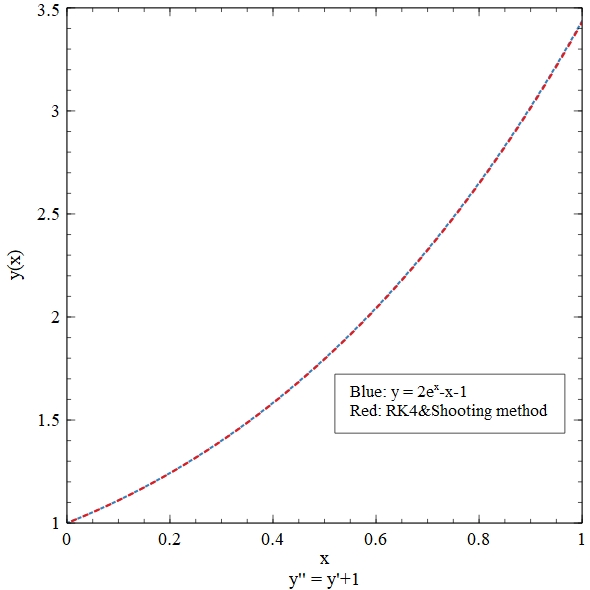 3.5
3
2.5
2
1.5
1
y(x)
Blue: y = 2eˣ-x-1
Red: RK4&Shooting method
0 0.2 0.4 0.6 0.8 1
x
y'' = y'+1